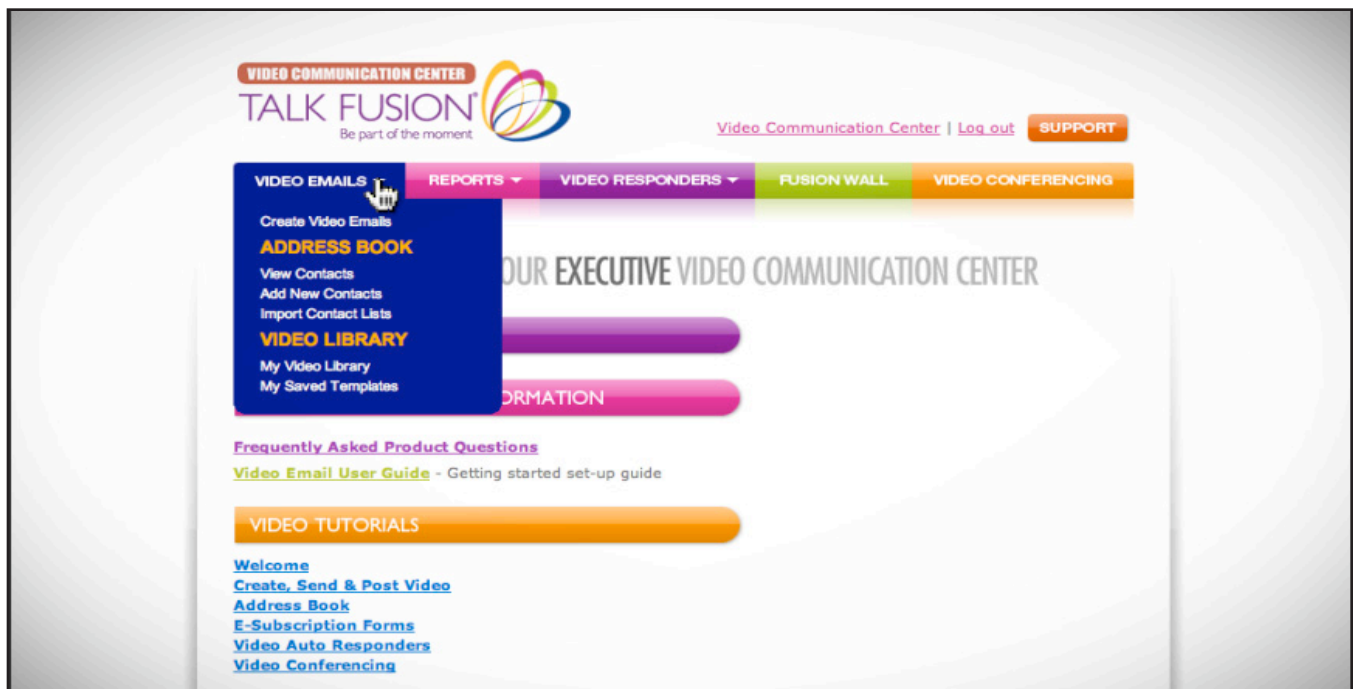 VIDEO COMMUNICATION CENTER
TALK FUSION®
Be part of the moment
Video Communication Center | Log out SUPPORT
VIDEO EMAILS REPORTS VIDEO RESPONDERS FUSION WALL VIDEO CONFERENCING
Create Video Emails
ADDRESS BOOK
View Contacts
Add New Contacts
Import Contact Lists
VIDEO LIBRARY
My Video Library
My Saved Templates
EXECUTIVE VIDEO COMMUNICATION CENTER
Frequently Asked Product Questions
Video Email User Guide - Getting started set-up guide
VIDEO TUTORIALS
Welcome
Create, Send & Post Video
Address Book
E-Subscription Forms
Video Auto Responders
Video Conferencing